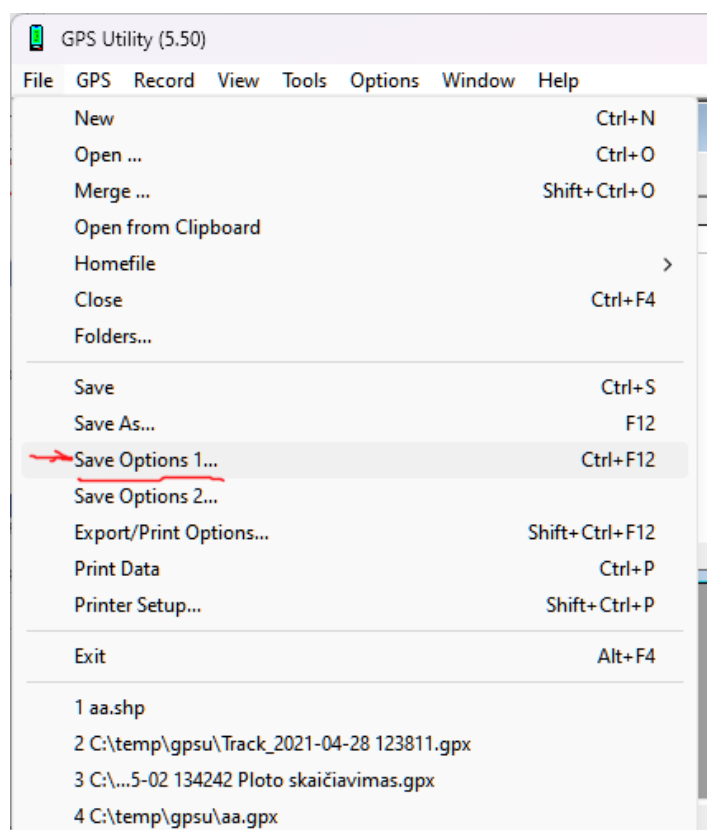 GPS Utility (5.50)
File GPS Record View Tools Options Window Help
New Ctrl+N
Open ... Ctrl+O
Merge ... Shift+Ctrl+O
Open from Clipboard
Homefile
Close Ctrl+F4
Folders...
Save Ctrl+S
Save As... F12
Save Options 1... Ctrl+F12
Save Options 2...
Export/Print Options... Shift+Ctrl+F12
Print Data Ctrl+P
Printer Setup... Shift+Ctrl+P
Exit Alt+F4
1 aa.shp
2 C:\temp\gpsu\Track_2021-04-28 123811.gpx
3 C:\...5-02 134242 Ploto skaičiavimas.gpx
4 C:\temp\gpsu\aa.gpx